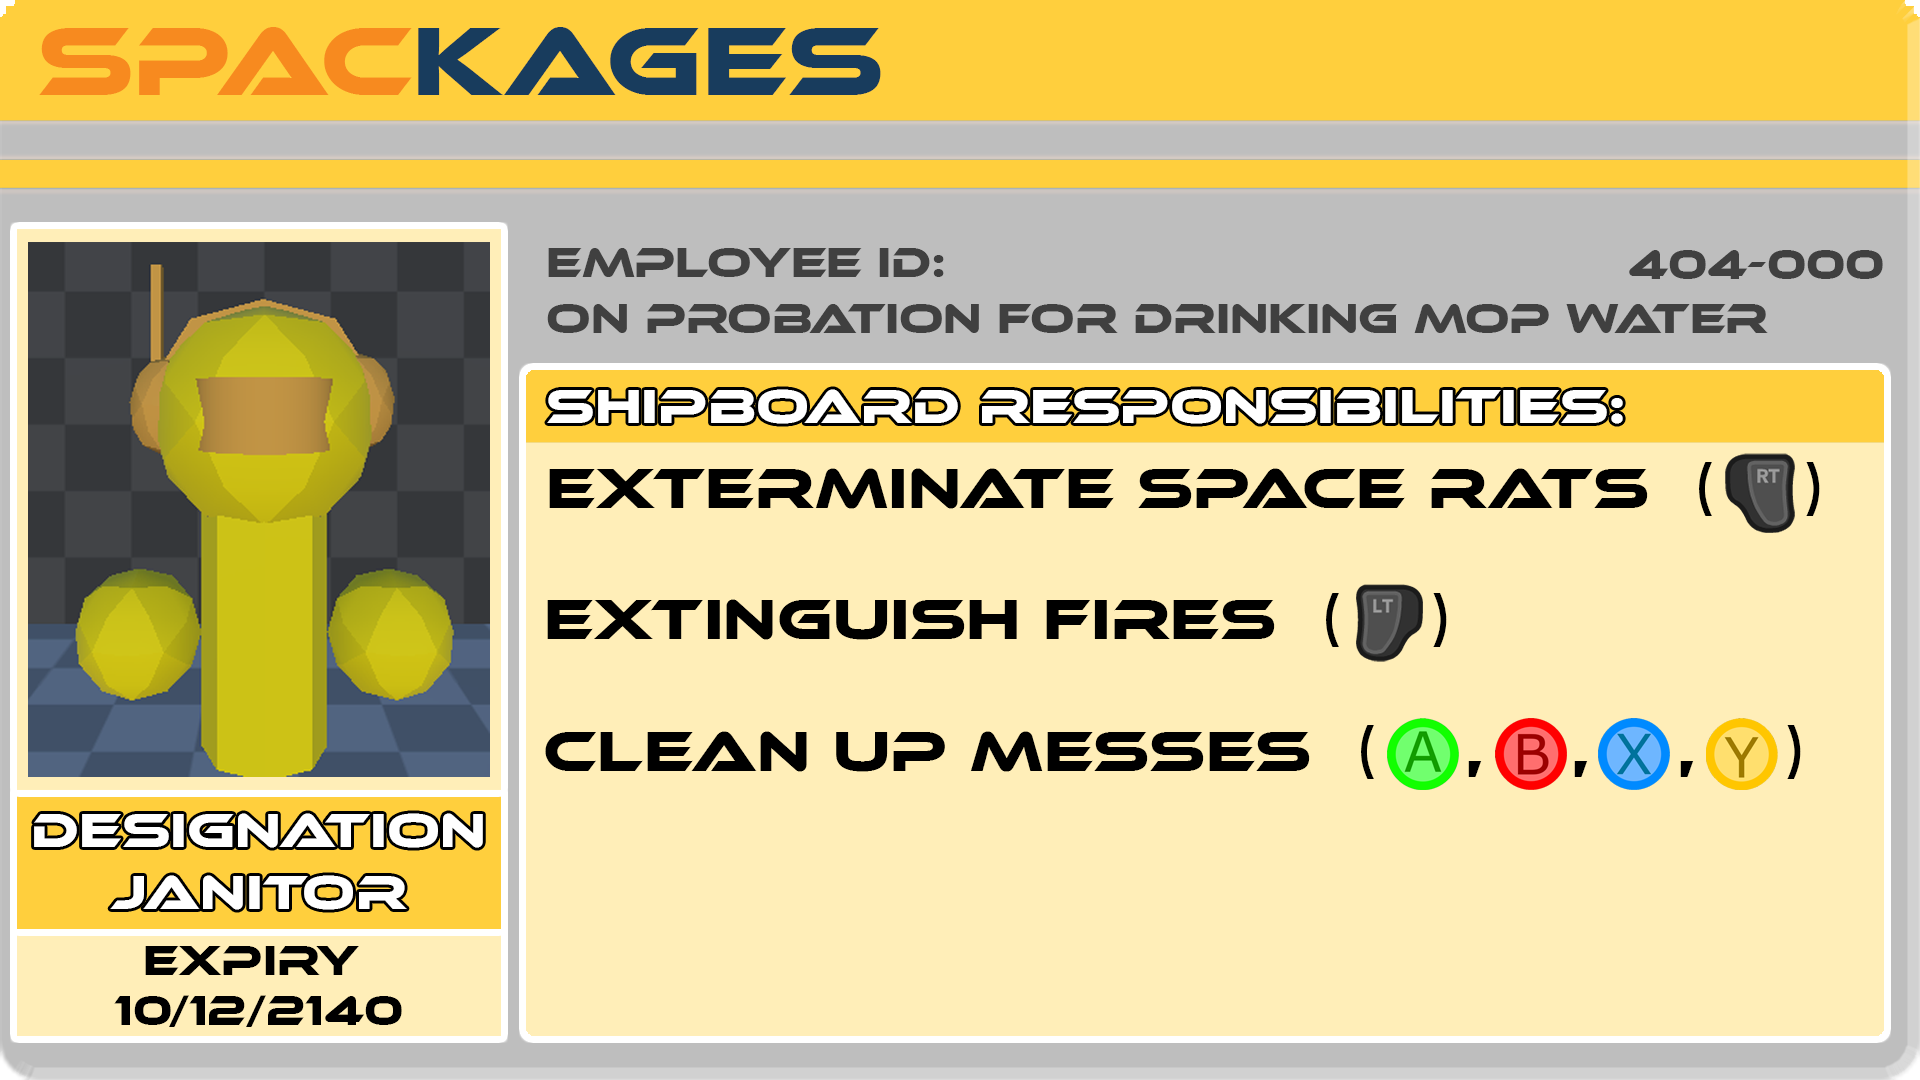 SPACKAGES
EMPLOYEE ID: 404-000
ON PROBATION FOR DRINKING MOP WATER
SHIPBOARD RESPONSIBILITIES:
EXTERMINATE SPACE RATS (RT)
EXTINGUISH FIRES (LT)
CLEAN UP MESSES (A, B, X, Y)
DESIGNATION
JANITOR
EXPIRY
10/12/2140